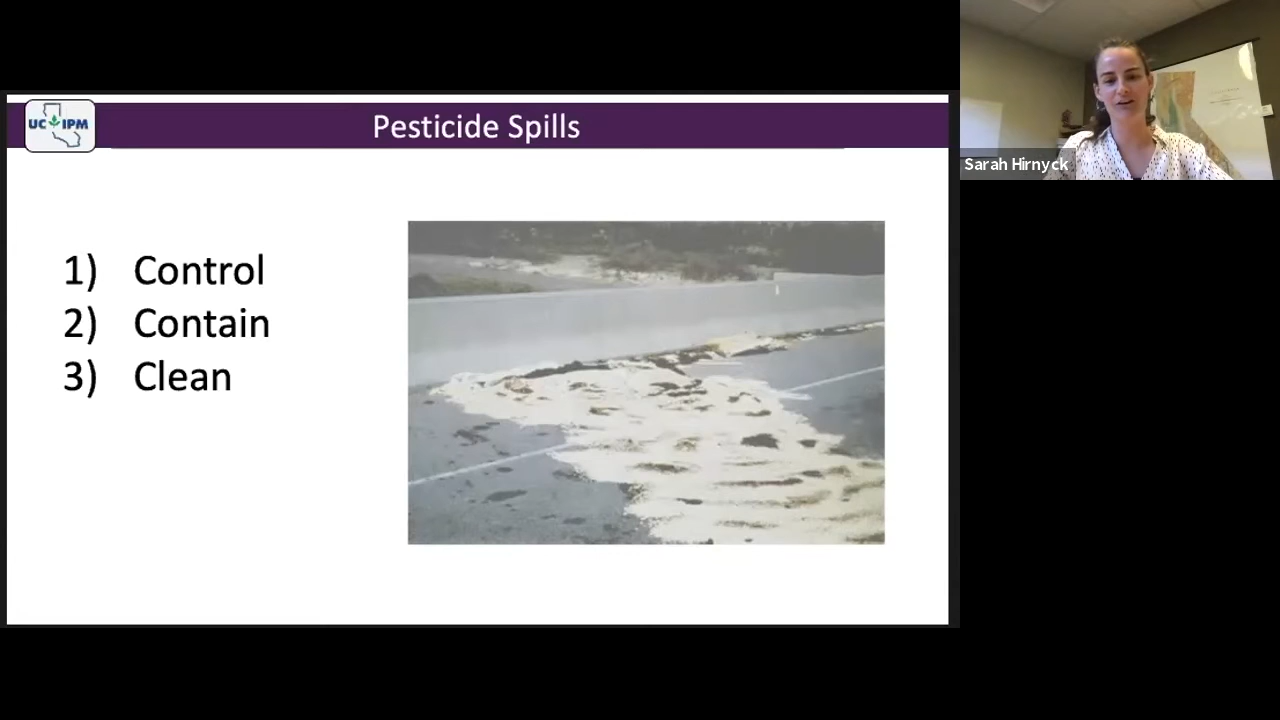 UC IPM
Pesticide Spills
1) Control
2) Contain
3) Clean
Sarah Hirnyck